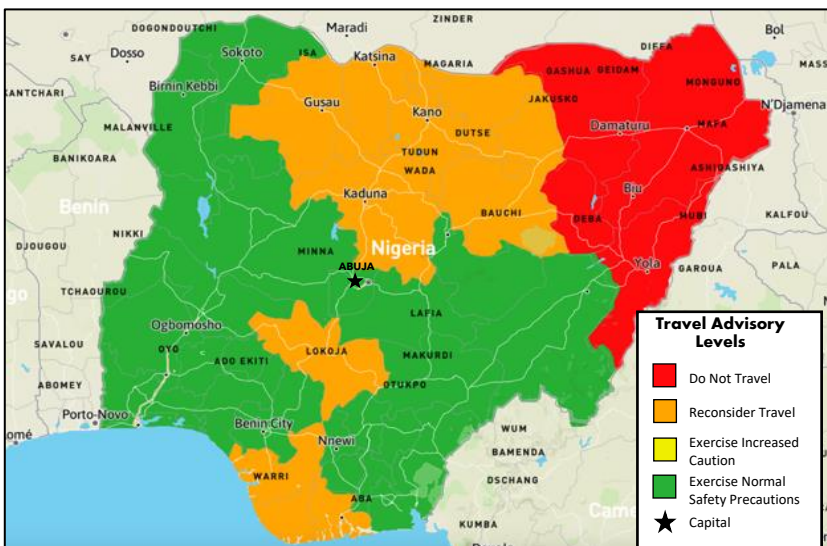 ZINDER
DOGONDOUTCHI
Maradi
DIFFA
Bol
SAY
Dosso
Sokoto
ISA
Katsina
MAGARIA
GASHUA
GEIDAM
MASS
KANTCHARI
Birnin Kebbi
Gusau
JAKUSKO
MONGUNO
N'Djamena
MALANVILLE
Kano
DUTSE
Damaturu
MAFA
BANIKOARA
TUDUN
WADA
ASHIGASHIYA
Benin
Kaduna
BAUCHI
Biu
DEBA
MUBI
KALFOU
DJOUGOU
NIKKI
MINNA
Nigeria
ABUJA
Yola
GAROUA
PALA
go
TCHAOUROU
LAFIA
Ogbomosho
SAVALOU
OYO
ADO EKITI
LOKOJA
MAKURDI
OTUKPO
ABOMEY
Porto-Novo
Benin City
Nnewi
WUM
BAMENDA
omé
WARRI
DSCHANG
ABA
KUMBA
Came
Travel Advisory
Levels
Do Not Travel
Reconsider Travel
Exercise Increased
Caution
Exercise Normal
Safety Precautions
Capital